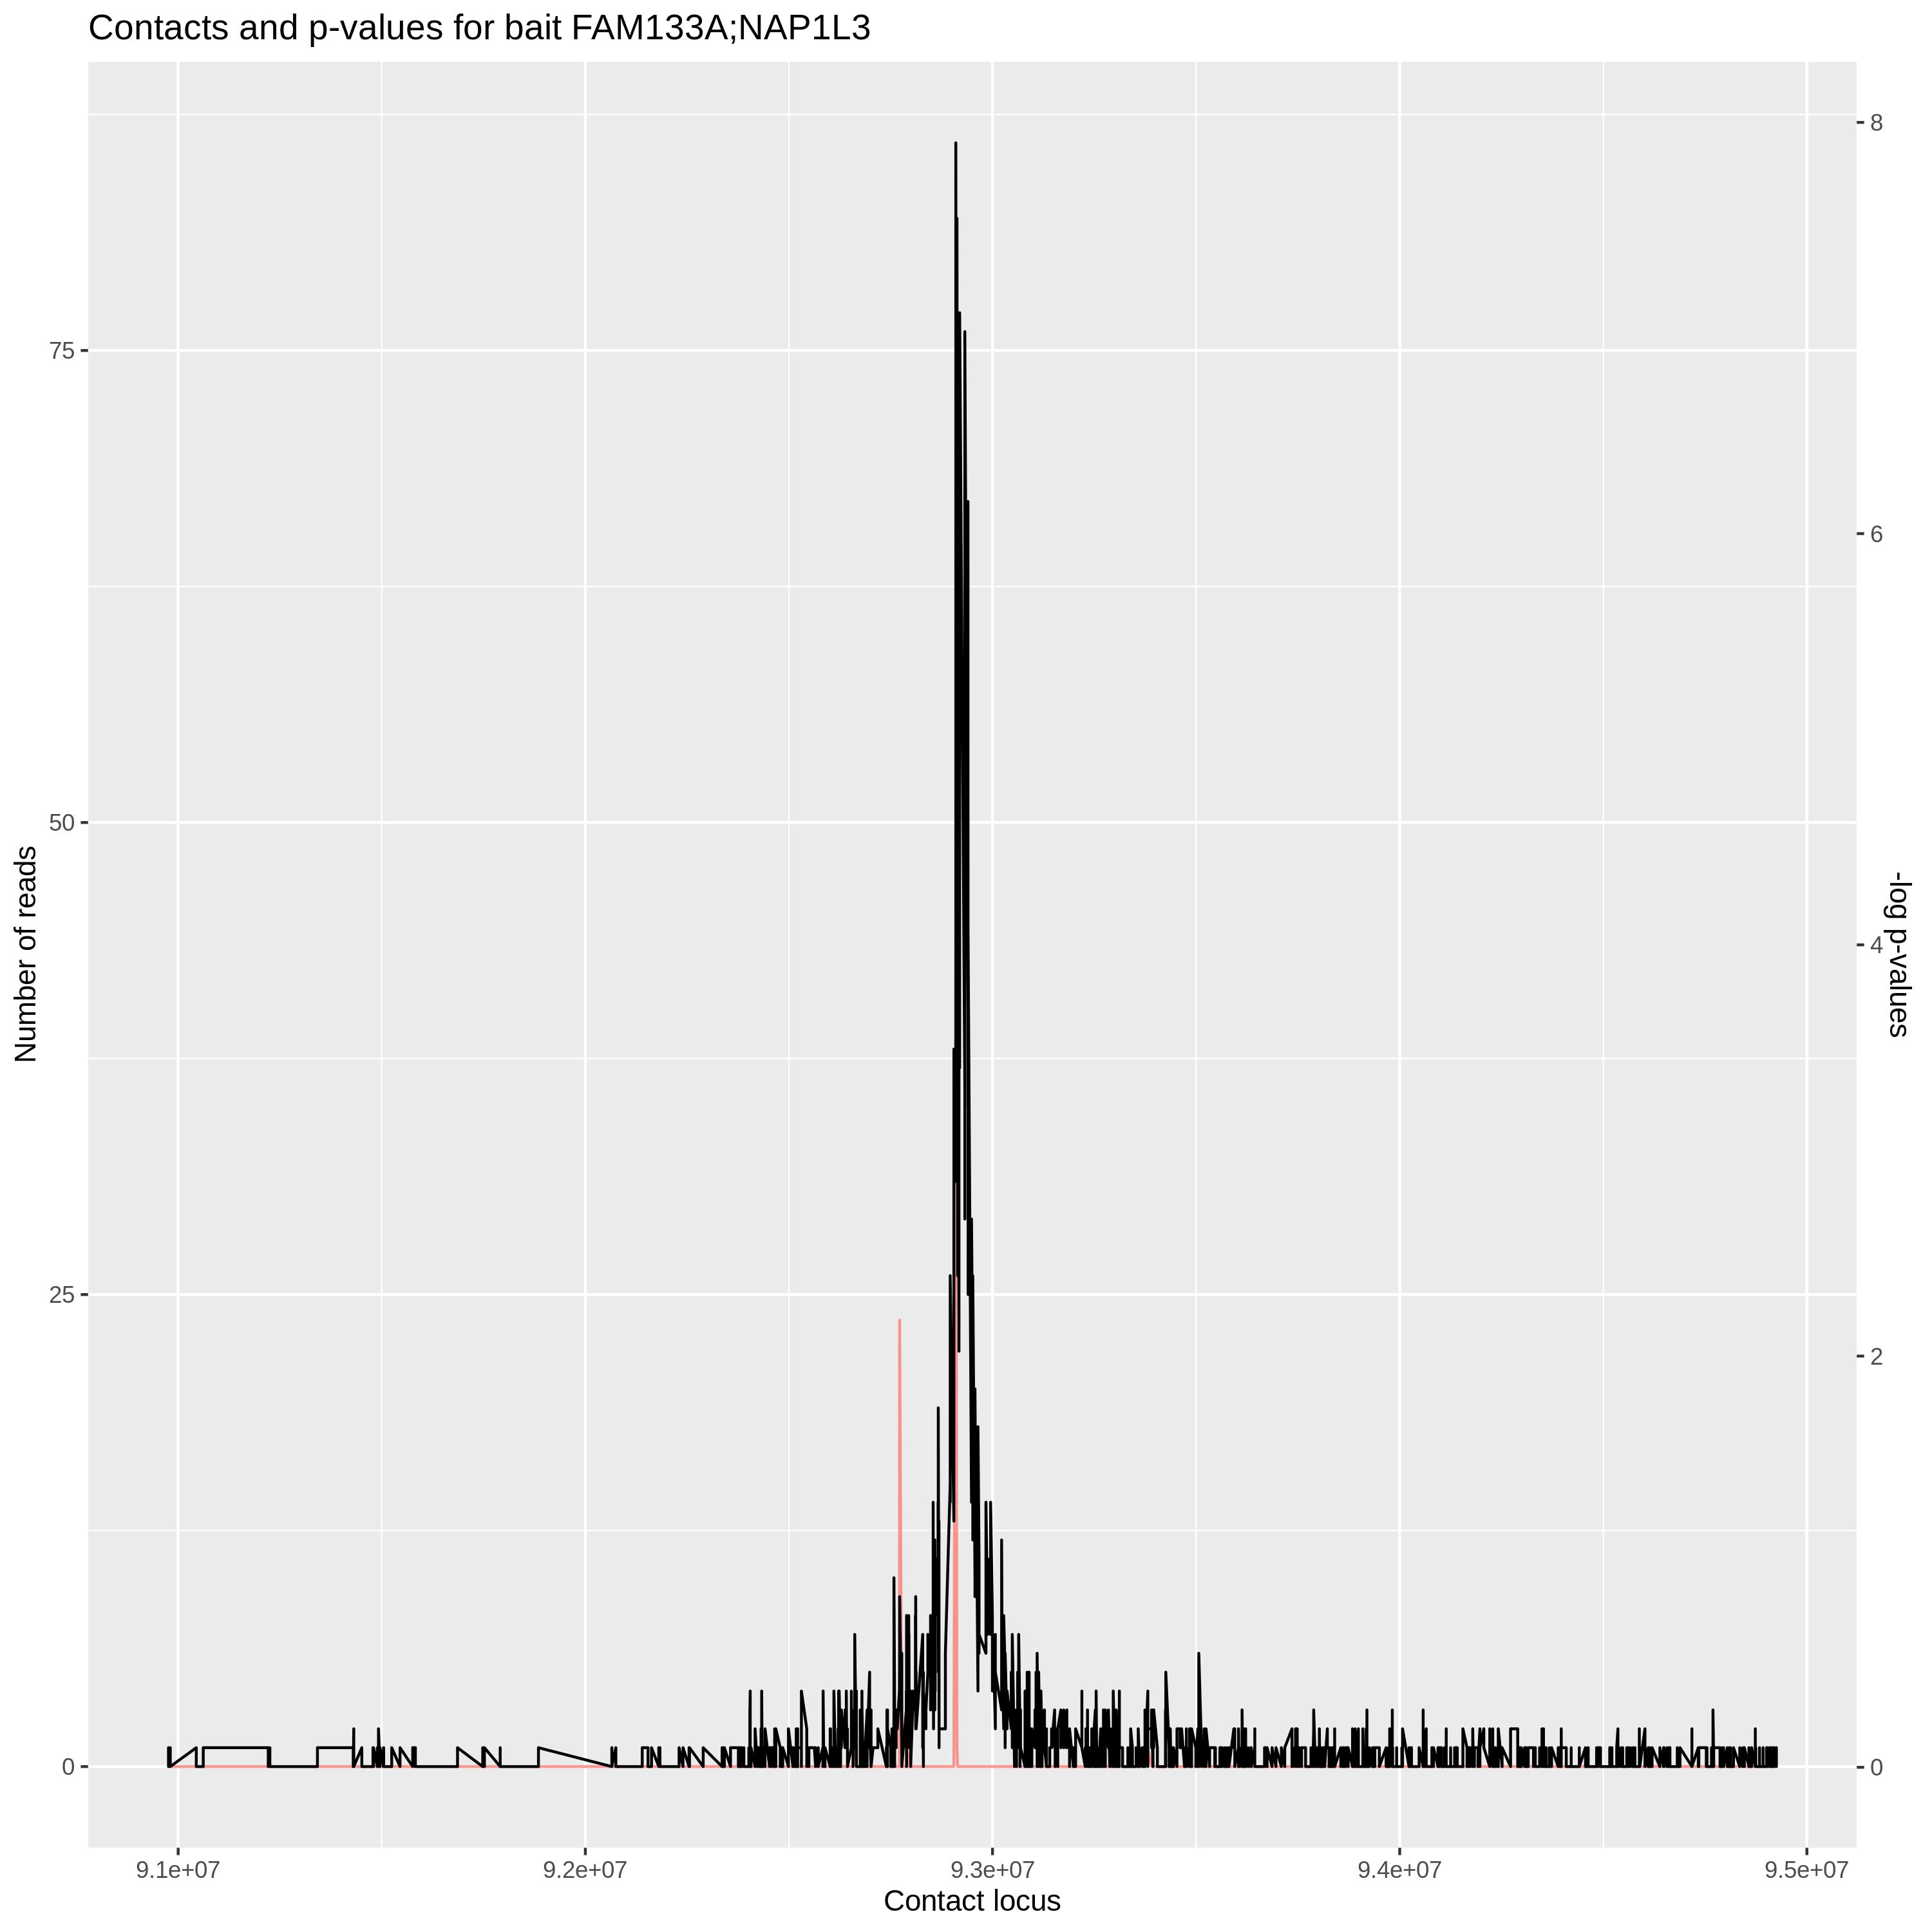 Contacts and p-values for bait FAM133A;NAP1L3
8
75
6
50
Number of reads
-log p-values
4
25
2
0
0
9.1e+07
9.2e+07
9.3e+07
9.4e+07
9.5e+07
Contact locus